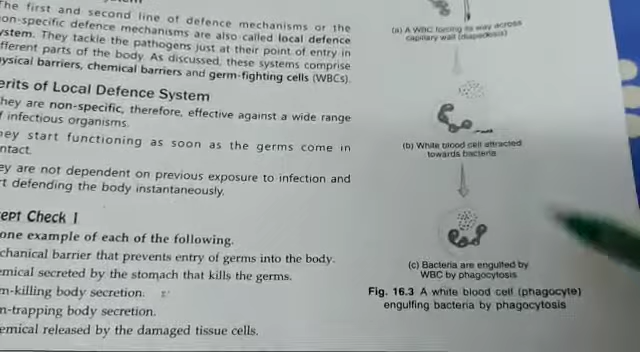 The first and second line of defence mechanisms or the
non-specific defence mechanisms are also called local defence
system. They tackle the pathogens just at their point of entry in
different parts of the body. As discussed, these systems comprise
physical barriers, chemical barriers and germ-fighting cells (WBCs).
erits of Local Defence System
hey are non-specific, therefore, effective against a wide range
f infectious organisms.
hey start functioning as soon as the germs come in
ntact.
ey are not dependent on previous exposure to infection and
rt defending the body instantaneously.
ept Check 1
one example of each of the following.
chanical barrier that prevents entry of germs into the body.
emical secreted by the stomach that kills the germs.
m-killing body secretion.
n-trapping body secretion.
emical released by the damaged tissue cells.
(a) A WBC forcing its way across
capillary wall (diapedesis)
(b) White blood cell attracted
towards bacteria
(c) Bacteria are engulfed by
WBC by phagocytosis
Fig. 16.3 A white blood cell (phagocyte)
engulfing bacteria by phagocytosis